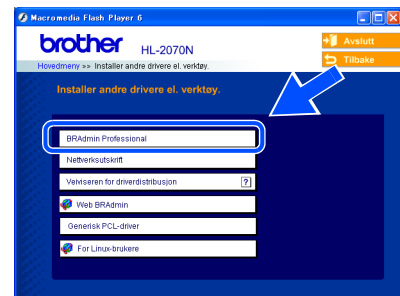 Macromedia Flash Player 6
brother HL-2070N
Avslutt
Hovedmeny »» Installer andre drivere el. verktøy.
Tilbake
Installer andre drivere el. verktøy.
BRAdmin Professional
Nettverksutskrift
Veiviseren for driverdistribusjon ?
Web BRAdmin
Generisk PCL-driver
For Linux-brukere